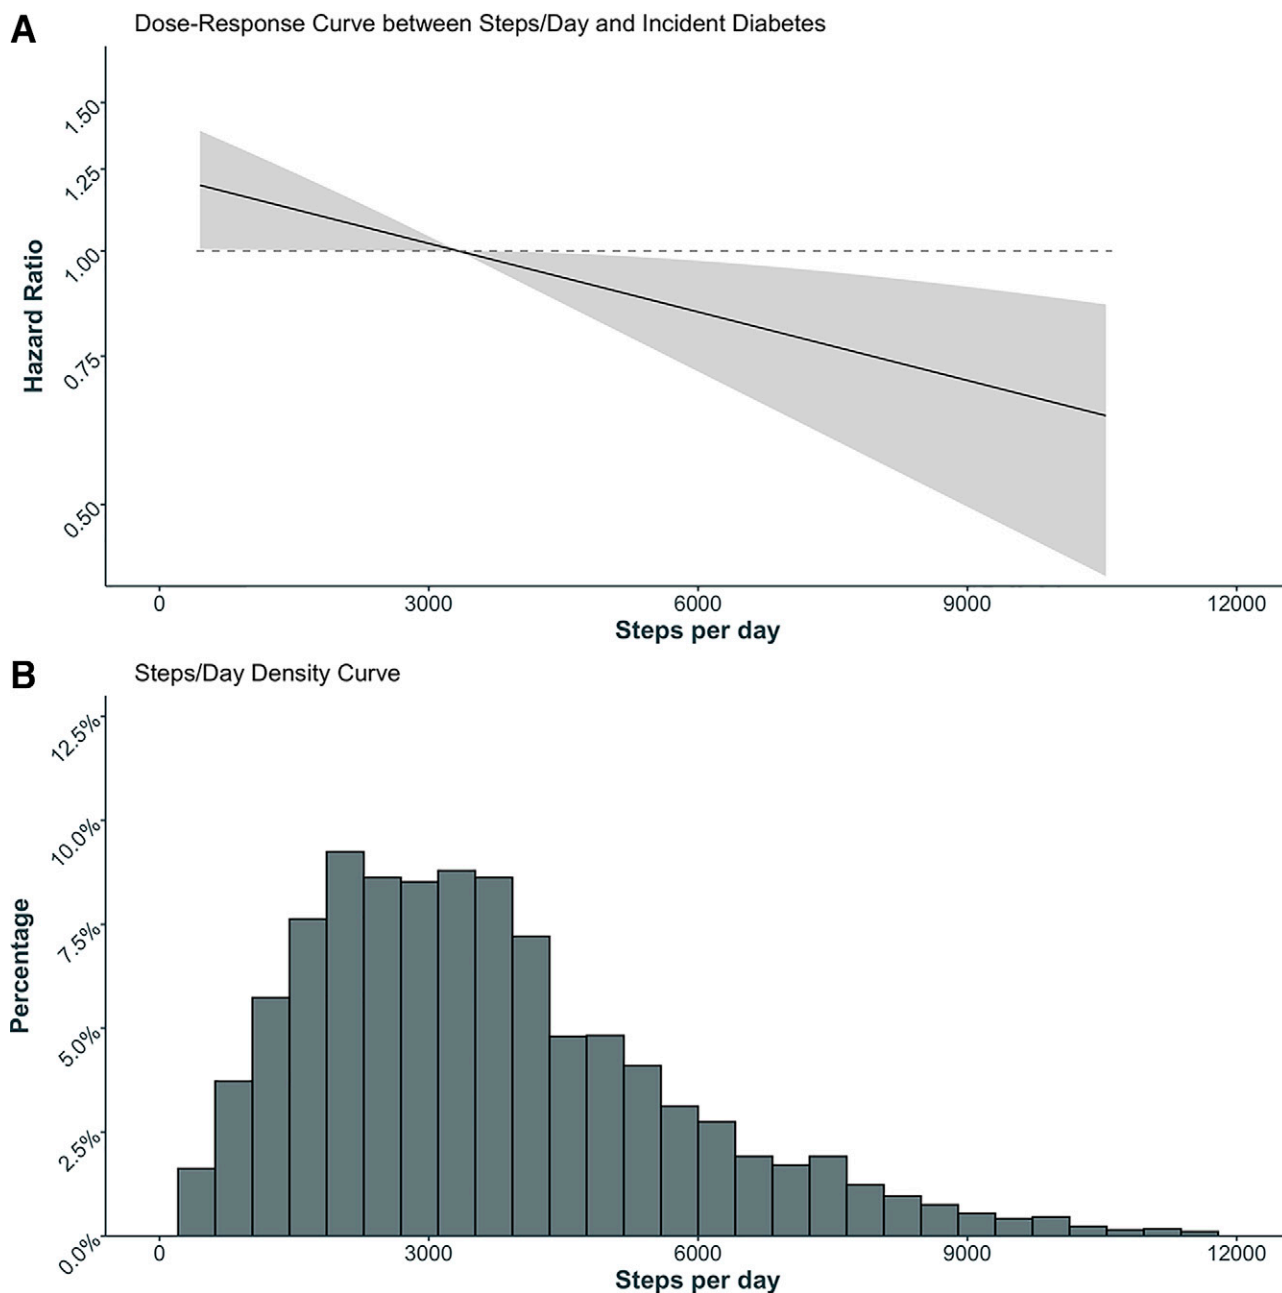 A
Dose-Response Curve between Steps/Day and Incident Diabetes
1.50
1.25
1.00
0.75
0.50
Hazard Ratio
0 3000 6000 9000 12000
Steps per day
B
Steps/Day Density Curve
12.5%
10.0%
7.5%
5.0%
2.5%
0.0%
Percentage
0 3000 6000 9000 12000
Steps per day